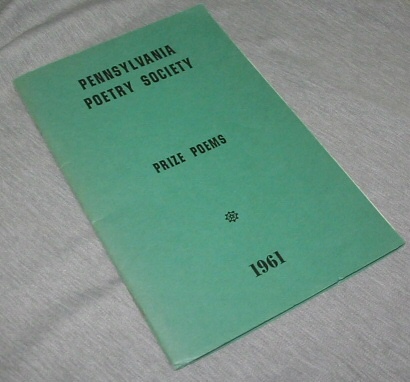 PENNSYLVANIA
POETRY SOCIETY
PRIZE POEMS
1961